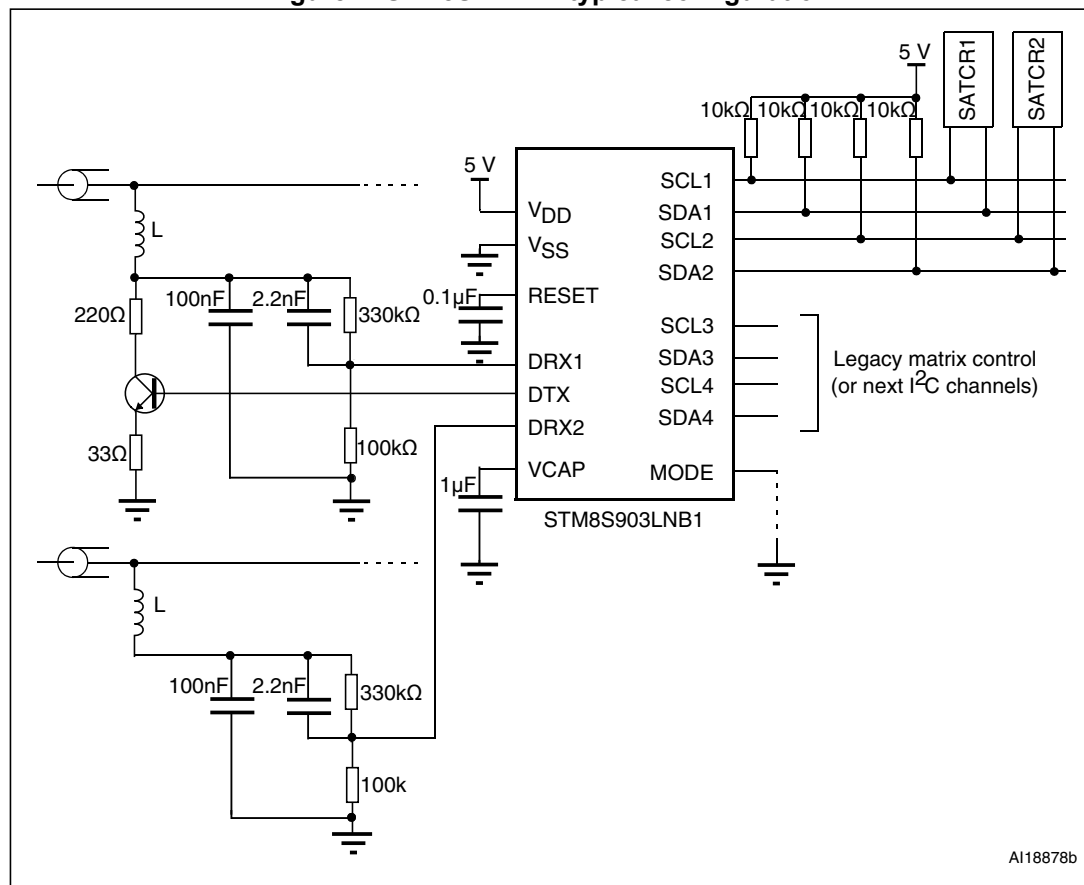 5 V
SATCR1
SATCR2
10kΩ 10kΩ 10kΩ 10kΩ
5 V
L
VDD
VSS
RESET
DRX1
DTX
DRX2
VCAP
SCL1
SDA1
SCL2
SDA2
SCL3
SDA3
SCL4
SDA4
MODE
Legacy matrix control
(or next I2C channels)
220Ω
100nF
2.2nF
330kΩ
0.1µF
33Ω
100kΩ
1µF
STM8S903LNB1
L
100nF
2.2nF
330kΩ
100k
AI18878b